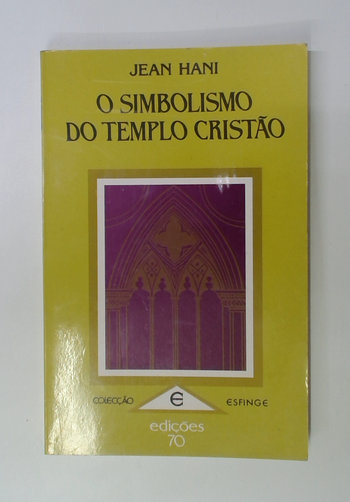 JEAN HANI
O SIMBOLISMO
DO TEMPLO CRISTÃO
COLECÇÃO E ESFINGE
edições
70